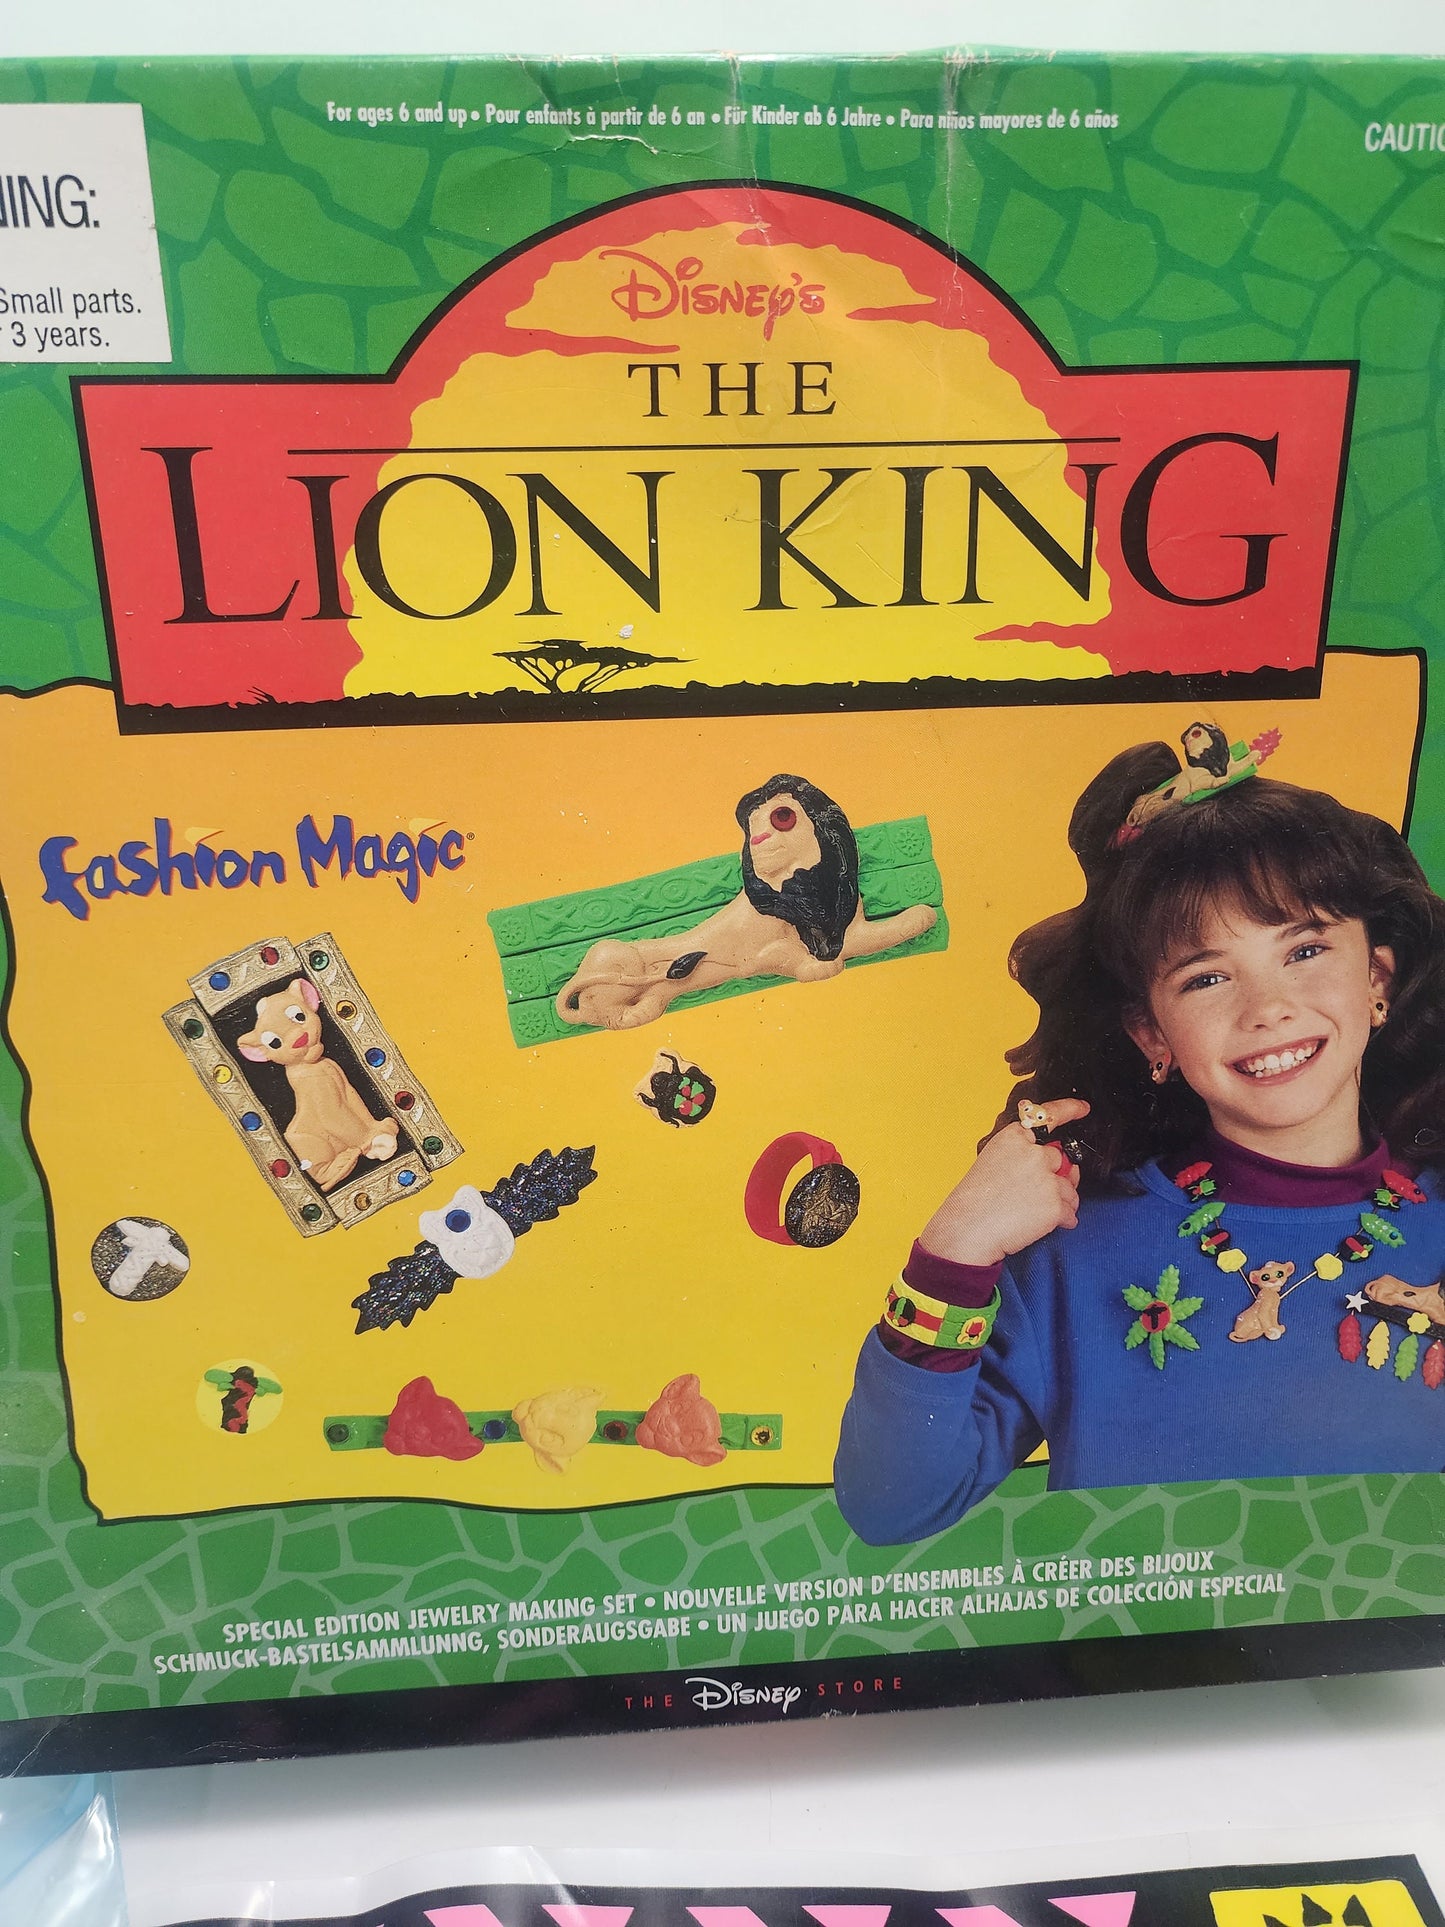 For ages 6 and up • Pour enfants à partir de 6 an • Für Kinder ab 6 Jahre • Para niños mayores de 6 años
Small parts.
3 years.
DISNEY'S
THE
LION KING
Fashion Magic®
SPECIAL EDITION JEWELRY MAKING SET • NOUVELLE VERSION D'ENSEMBLES À CRÉER DES BIJOUX
SCHMUCK-BASTELSAMMLUNNG, SONDERAUGSGABE • UN JUEGO PARA HACER ALHAJAS DE COLECCIÓN ESPECIAL
THE DISNEY STORE